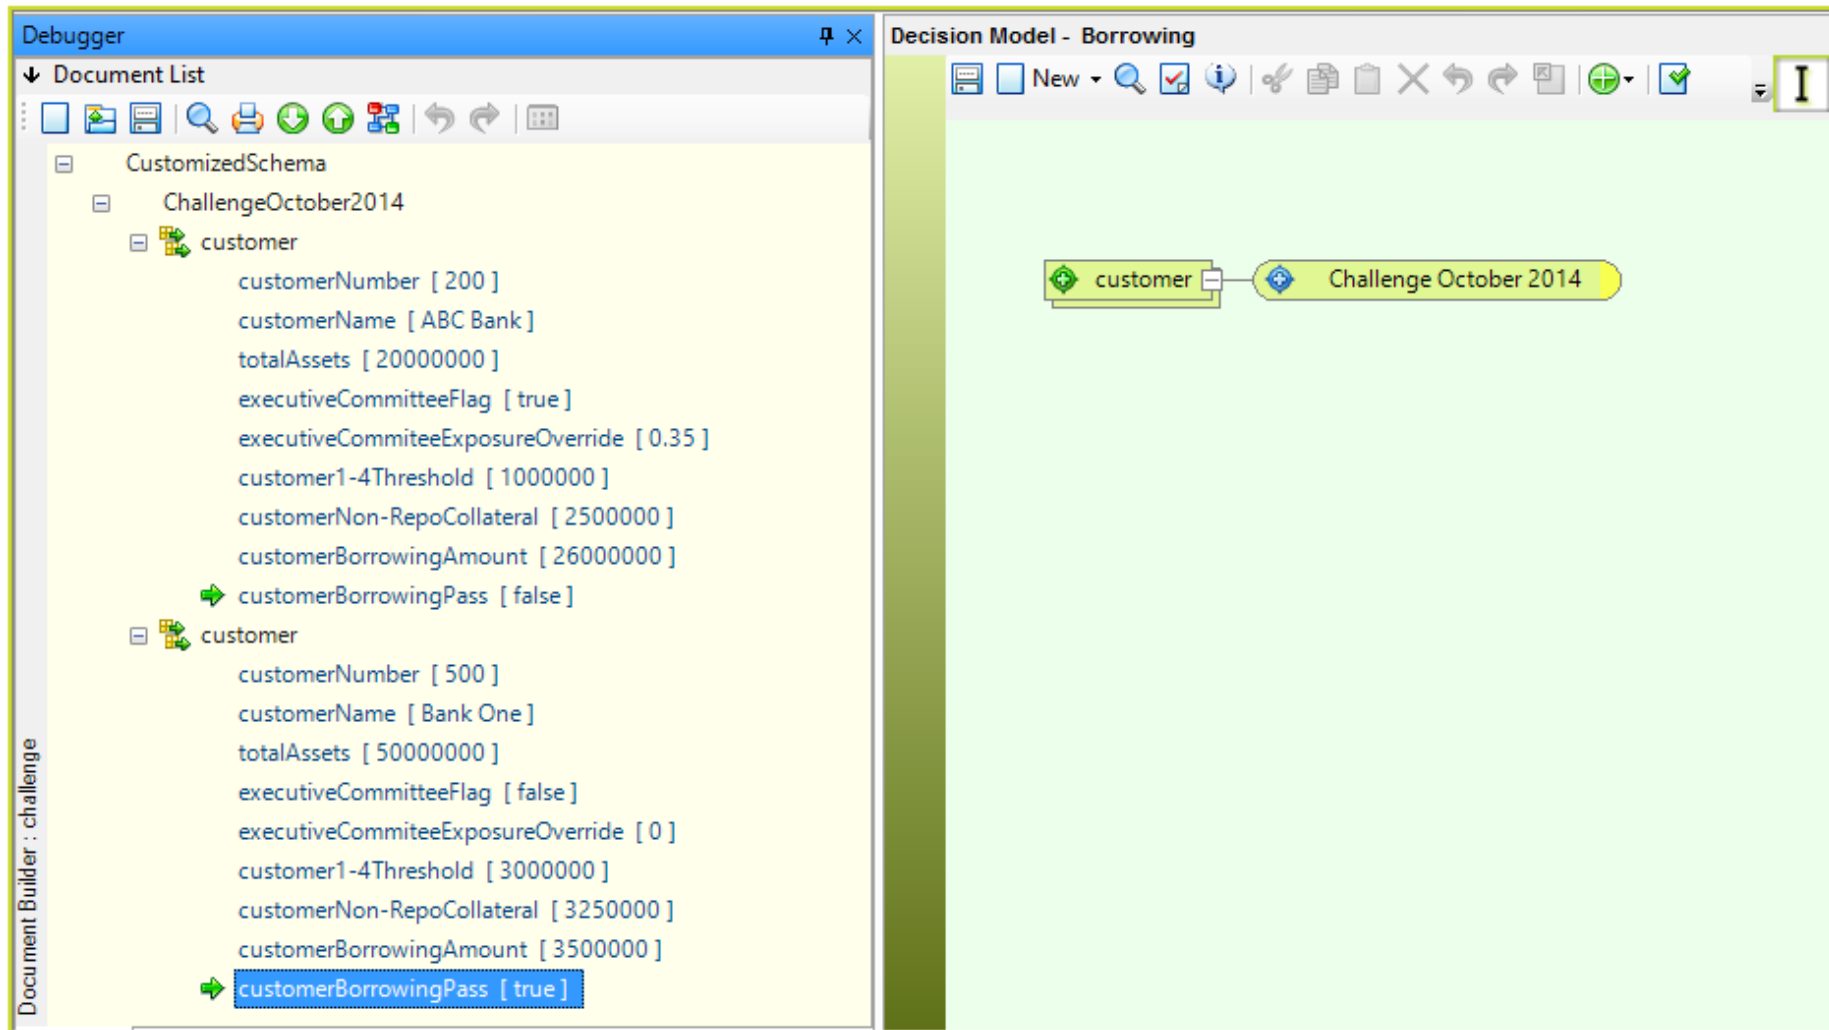 Debugger
Document List
CustomizedSchema
ChallengeOctober2014
customer
customerNumber [ 200 ]
customerName [ ABC Bank ]
totalAssets [ 20000000 ]
executiveCommitteeFlag [ true ]
executiveCommiteeExposureOverride [ 0.35 ]
customer1-4Threshold [ 1000000 ]
customerNon-RepoCollateral [ 2500000 ]
customerBorrowingAmount [ 26000000 ]
customerBorrowingPass [ false ]
customer
customerNumber [ 500 ]
customerName [ Bank One ]
totalAssets [ 50000000 ]
executiveCommitteeFlag [ false ]
executiveCommiteeExposureOverride [ 0 ]
customer1-4Threshold [ 3000000 ]
customerNon-RepoCollateral [ 3250000 ]
customerBorrowingAmount [ 3500000 ]
customerBorrowingPass [ true ]
Document Builder : challenge
Decision Model - Borrowing
New
customer
Challenge October 2014